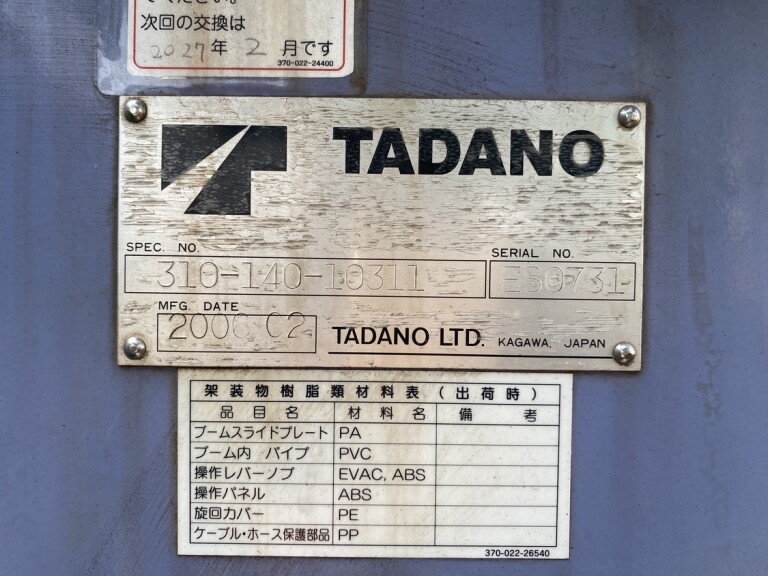 次回の交換は
2027年 2 月です
370-022-24400
TADANO
SPEC. NO.
310-140-10311
SERIAL NO.
ES0731
MFG. DATE
2006 02
TADANO LTD. KAGAWA, JAPAN
架装物樹脂類材料表(出荷時)
品目名 材料名 備考
ブームスライドプレート PA
ブーム内 パイプ PVC
操作レバーノブ EVAC, ABS
操作パネル ABS
旋回カバー PE
ケーブル・ホース保護部品 PP
370-022-26540